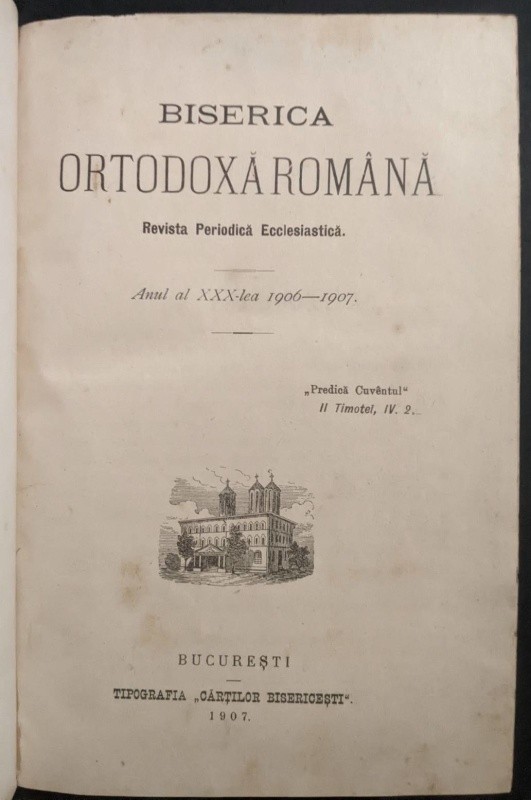 BISERICA
ORTODOXĂ ROMÂNĂ
Revista Periodică Ecclesiastică.
Anul al XXX-lea 1906—1907.
„Predică Cuvêntul“
II Timotei, IV. 2.
BUCUREȘTI
TIPOGRAFIA „CĂRȚILOR BISERICEȘTI“.
1907.